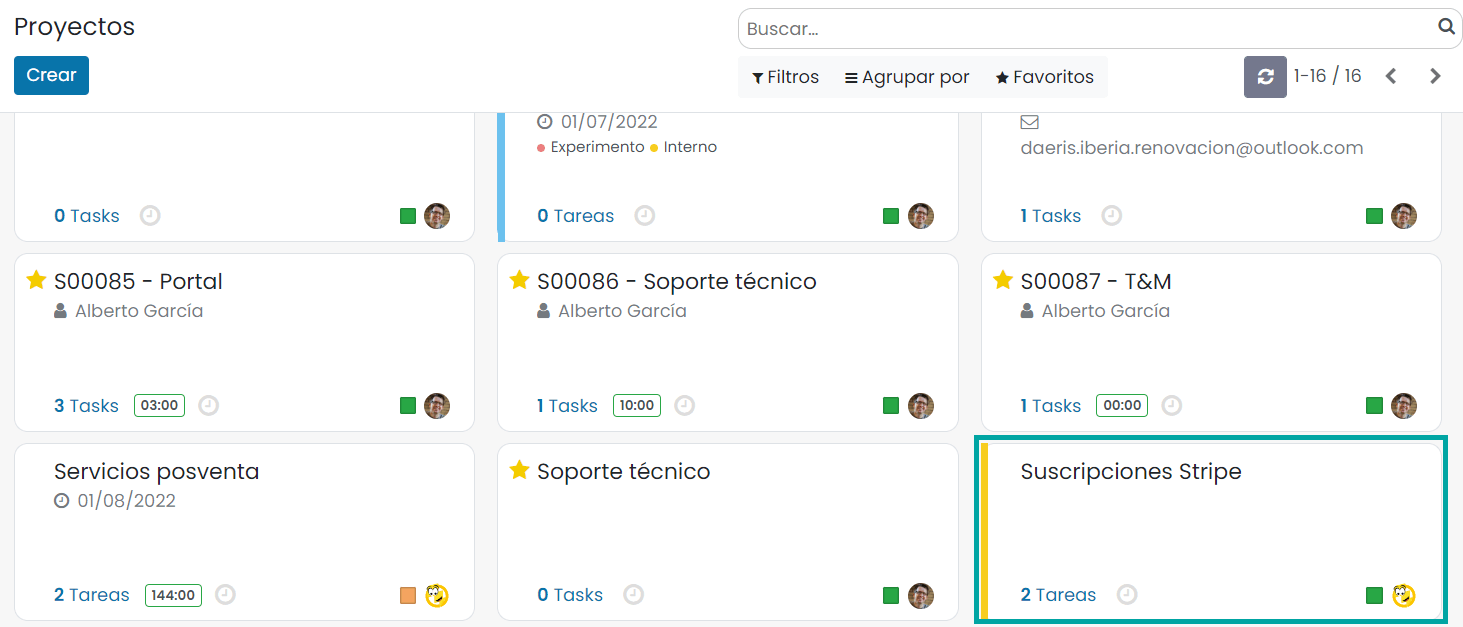 Proyectos
Buscar...
Crear
Filtros
Agrupar por
Favoritos
1-16 / 16
01/07/2022
Experimento
Interno
daeris.iberia.renovacion@outlook.com
0 Tasks
0 Tareas
1 Tasks
S00085 - Portal
Alberto García
S00086 - Soporte técnico
Alberto García
S00087 - T&M
Alberto García
3 Tasks
03:00
1 Tasks
10:00
1 Tasks
00:00
Servicios posventa
01/08/2022
Soporte técnico
Suscripciones Stripe
2 Tareas
144:00
0 Tasks
2 Tareas